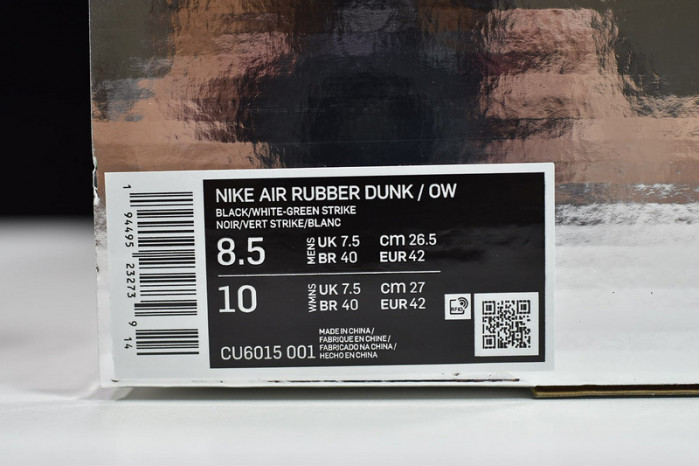 NIKE AIR RUBBER DUNK / OW
BLACK/WHITE-GREEN STRIKE
NOIR/VERT STRIKE/BLANC
8.5 MENS UK 7.5 cm 26.5
BR 40 EUR 42
10 WMNS UK 7.5 cm 27
BR 40 EUR 42
RFID
CU6015 001
MADE IN CHINA /
FABRIQUE EN CHINE /
FABRICADO NA CHINA /
HECHO EN CHINA
1 94495 23273 9 14